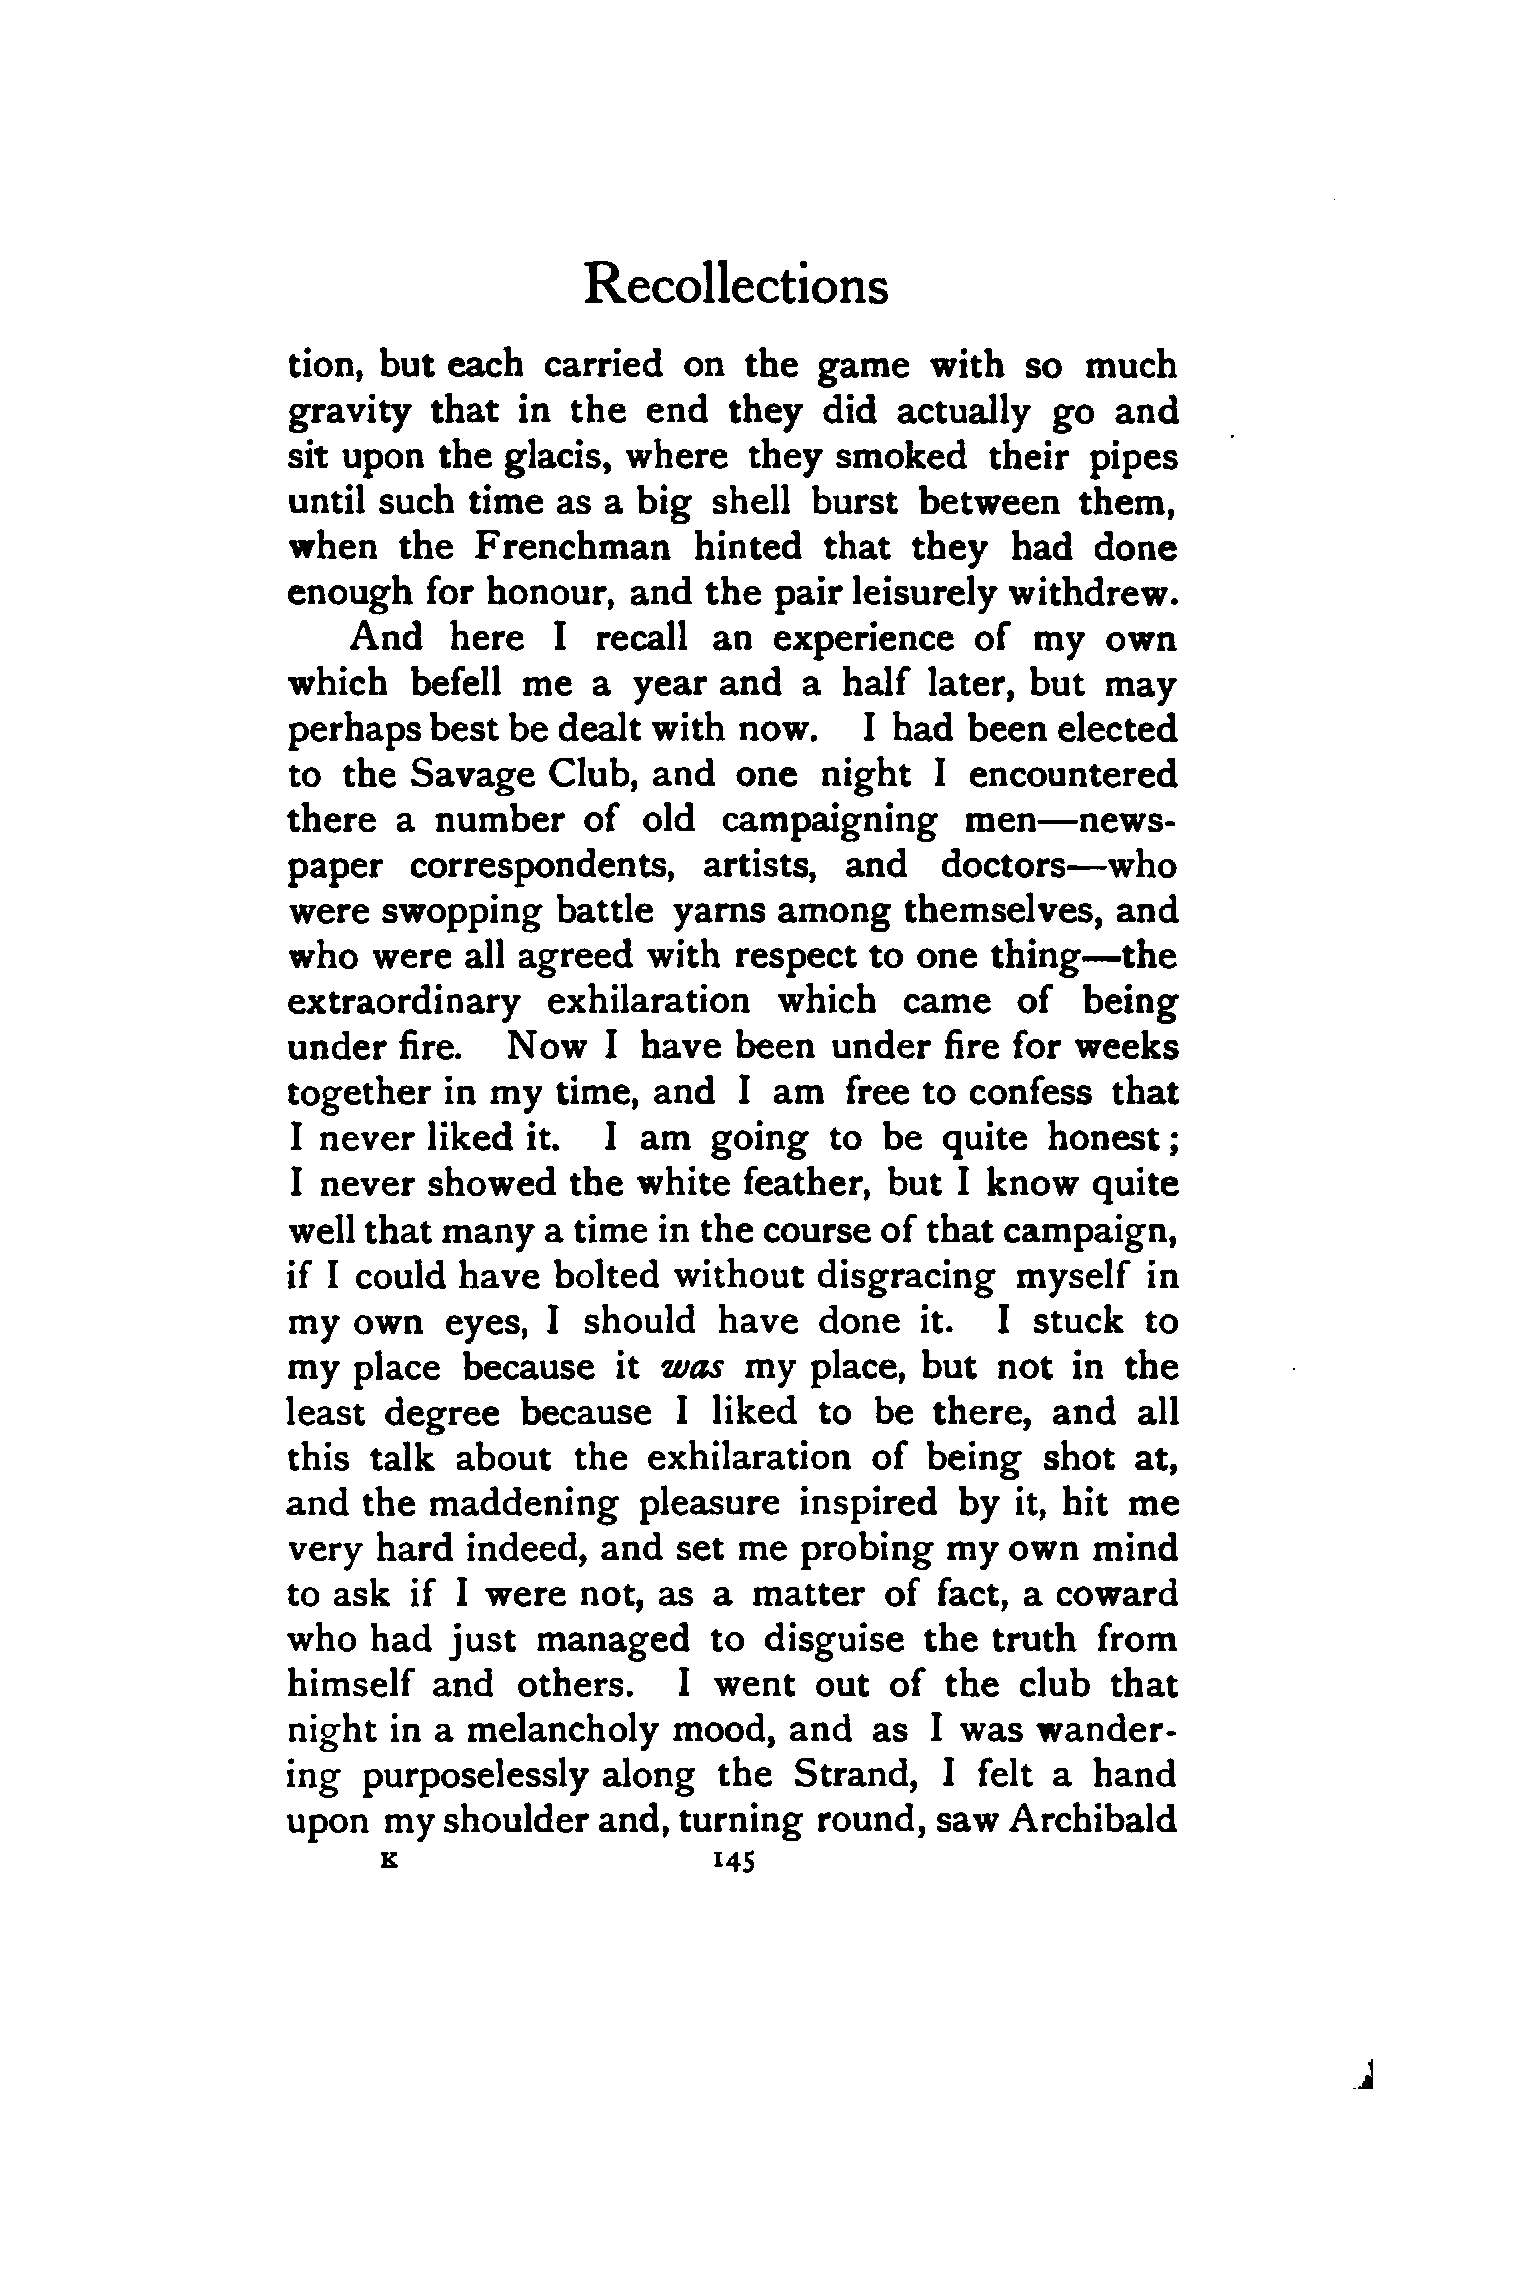 Recollections
tion, but each carried on the game with so much
gravity that in the end they did actually go and
sit upon the glacis, where they smoked their pipes
until such time as a big shell burst between them,
when the Frenchman hinted that they had done
enough for honour, and the pair leisurely withdrew.
And here I recall an experience of my own
which befell me a year and a half later, but may
perhaps best be dealt with now. I had been elected
to the Savage Club, and one night I encountered
there a number of old campaigning men—news-
paper correspondents, artists, and doctors—who
were swopping battle yarns among themselves, and
who were all agreed with respect to one thing—the
extraordinary exhilaration which came of being
under fire. Now I have been under fire for weeks
together in my time, and I am free to confess that
I never liked it. I am going to be quite honest;
I never showed the white feather, but I know quite
well that many a time in the course of that campaign,
if I could have bolted without disgracing myself in
my own eyes, I should have done it. I stuck to
my place because it was my place, but not in the
least degree because I liked to be there, and all
this talk about the exhilaration of being shot at,
and the maddening pleasure inspired by it, hit me
very hard indeed, and set me probing my own mind
to ask if I were not, as a matter of fact, a coward
who had just managed to disguise the truth from
himself and others. I went out of the club that
night in a melancholy mood, and as I was wander-
ing purposelessly along the Strand, I felt a hand
upon my shoulder and, turning round, saw Archibald
K 145